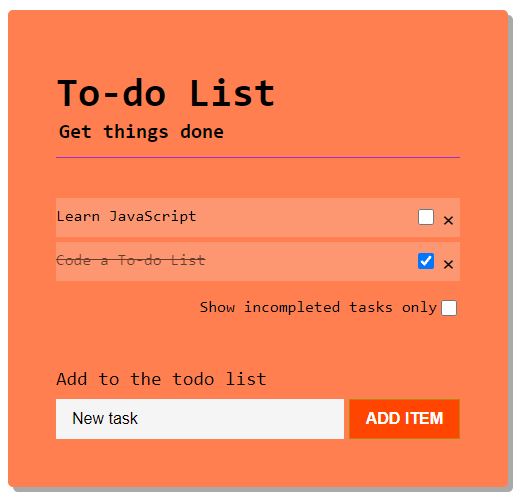 To-do List
Get things done
Learn JavaScript
×
Code a To-do List
×
Show incompleted tasks only
Add to the todo list
New task
ADD ITEM